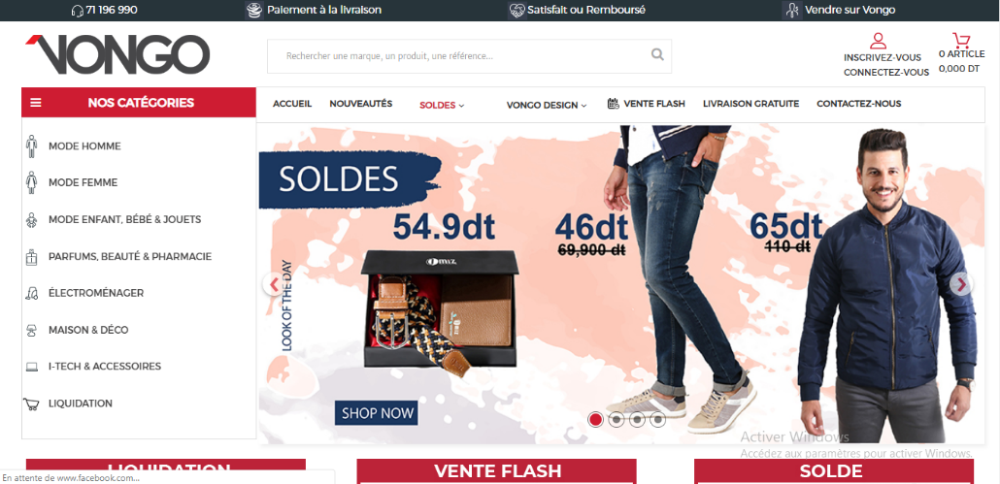 71 196 990
Paiement à la livraison
Satisfait ou Remboursé
Vendre sur Vongo
VONGO
Rechercher une marque, un produit, une référence...
INSCRIVEZ-VOUS
CONNECTEZ-VOUS
0 ARTICLE
0,000 DT
NOS CATÉGORIES
ACCUEIL
NOUVEAUTÉS
SOLDES
VONGO DESIGN
VENTE FLASH
LIVRAISON GRATUITE
CONTACTEZ-NOUS
MODE HOMME
MODE FEMME
MODE ENFANT, BÉBÉ & JOUETS
PARFUMS, BEAUTÉ & PHARMACIE
ÉLECTROMÉNAGER
MAISON & DÉCO
I-TECH & ACCESSOIRES
LIQUIDATION
SOLDES
54.9dt
46dt
69,900 dt
65dt
110 dt
LOOK OF THE DAY
SHOP NOW
Activer Windows
Accédez aux paramètres pour activer Windows.
LIQUIDATION
VENTE FLASH
SOLDE
En attente de www.facebook.com...